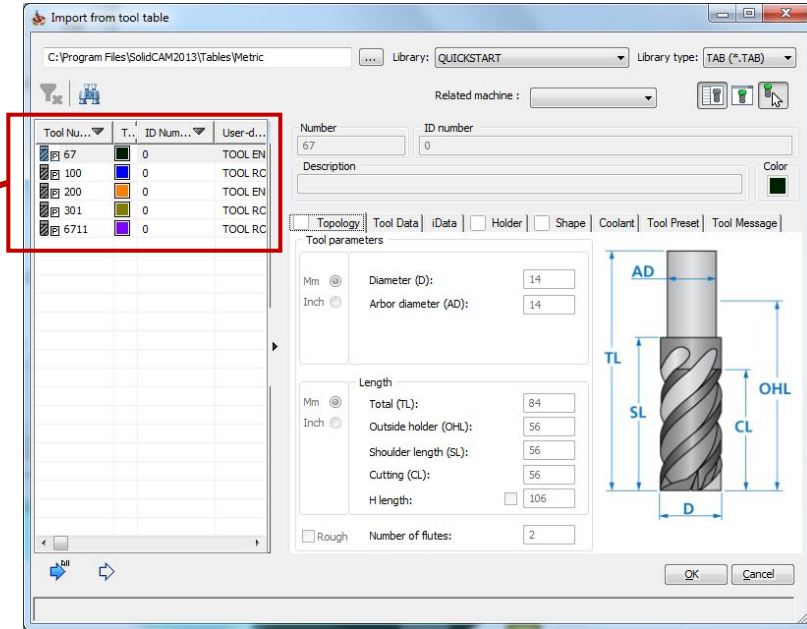 Import from tool table
C:\Program Files\SolidCAM2013\Tables\Metric ... Library: QUICKSTART Library type: TAB (*.TAB)
Related machine :
Tool Nu... T... ID Num... User-d...
67 0 TOOL EN
100 0 TOOL RC
200 0 TOOL EN
301 0 TOOL RC
6711 0 TOOL RC
Number ID number
67 0
Description Color
Topology Tool Data iData Holder Shape Coolant Tool Preset Tool Message
Tool parameters
Mm Diameter (D): 14
Inch Arbor diameter (AD): 14
Length
Mm Total (TL): 84
Inch Outside holder (OHL): 56
Shoulder length (SL): 56
Cutting (CL): 56
H length: 106
Rough Number of flutes: 2
AD
TL
OHL
SL
CL
D
All
OK Cancel